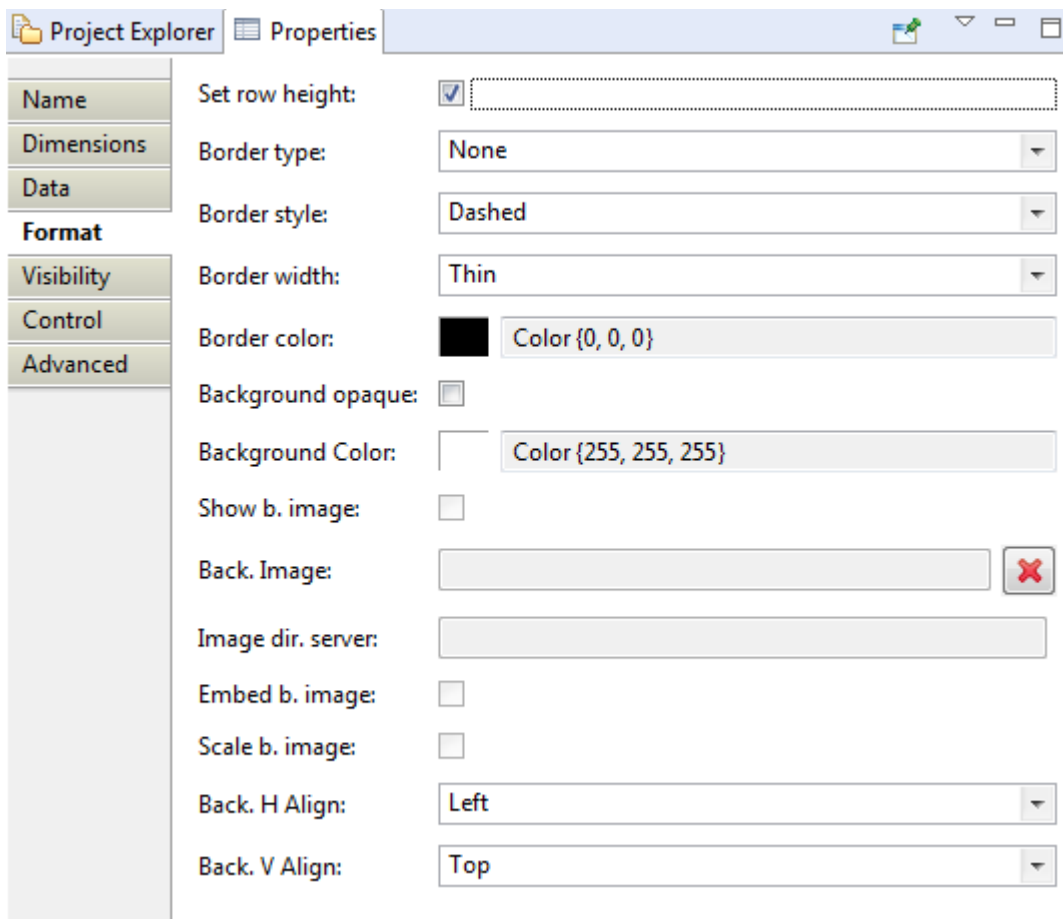 Project Explorer Properties
Name
Dimensions
Data
Format
Visibility
Control
Advanced
Set row height:
Border type: None
Border style: Dashed
Border width: Thin
Border color: Color {0, 0, 0}
Background opaque:
Background Color: Color {255, 255, 255}
Show b. image:
Back. Image:
Image dir. server:
Embed b. image:
Scale b. image:
Back. H Align: Left
Back. V Align: Top